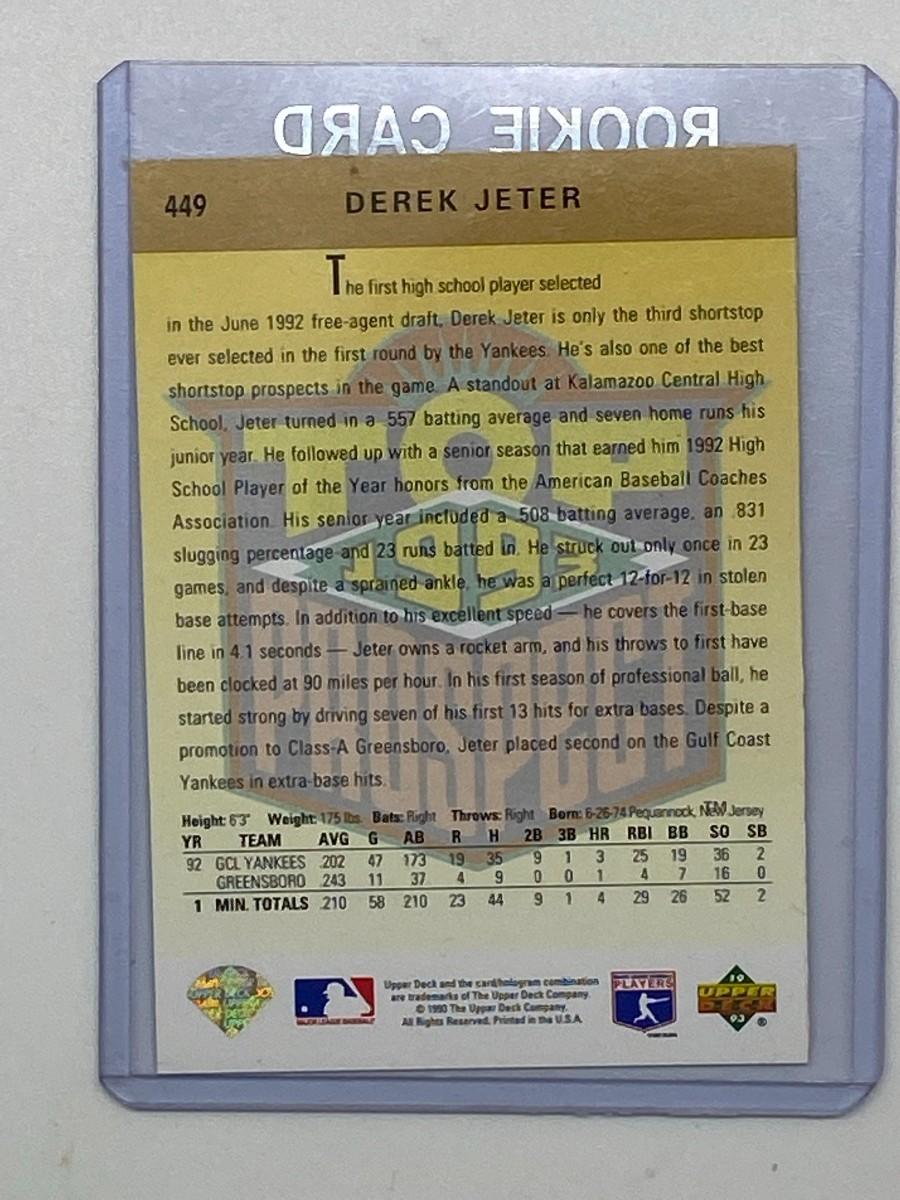 ROOKIE CARD
449 DEREK JETER
The first high school player selected
in the June 1992 free-agent draft, Derek Jeter is only the third shortstop
ever selected in the first round by the Yankees. He's also one of the best
shortstop prospects in the game. A standout at Kalamazoo Central High
School, Jeter turned in a .557 batting average and seven home runs his
junior year. He followed up with a senior season that earned him 1992 High
School Player of the Year honors from the American Baseball Coaches
Association. His senior year included a .508 batting average, an .831
slugging percentage and 23 runs batted in. He struck out only once in 23
games, and despite a sprained ankle, he was a perfect 12-for-12 in stolen
base attempts. In addition to his excellent speed — he covers the first-base
line in 4.1 seconds — Jeter owns a rocket arm, and his throws to first have
been clocked at 90 miles per hour. In his first season of professional ball, he
started strong by driving seven of his first 13 hits for extra bases. Despite a
promotion to Class-A Greensboro, Jeter placed second on the Gulf Coast
Yankees in extra-base hits.
TOP
1993
PROSPECT
TM
Height: 6'3" Weight: 175 lbs. Bats: Right Throws: Right Born: 6-26-74 Pequannock, New Jersey
YR TEAM AVG G AB R H 2B 3B HR RBI BB SO SB
92 GCL YANKEES .202 47 173 19 35 9 1 3 25 19 36 2
GREENSBORO .243 11 37 4 9 0 0 1 4 7 16 0
1 MIN. TOTALS .210 58 210 23 44 9 1 4 29 26 52 2
MAJOR LEAGUE BASEBALL
Upper Deck and the card/hologram combination
are trademarks of The Upper Deck Company.
© 1993 The Upper Deck Company.
All Rights Reserved. Printed in the U.S.A.
PLAYERS
19
UPPER
DECK
93 ®